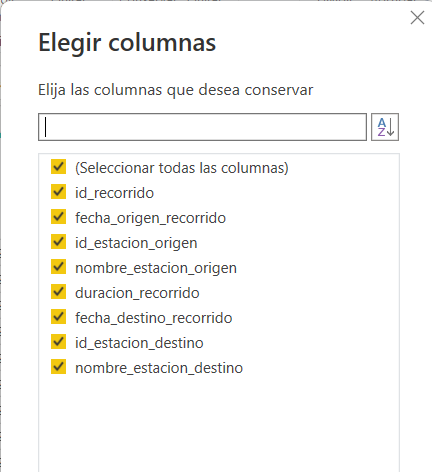 Elegir columnas
Elija las columnas que desea conservar
A
Z
(Seleccionar todas las columnas)
id_recorrido
fecha_origen_recorrido
id_estacion_origen
nombre_estacion_origen
duracion_recorrido
fecha_destino_recorrido
id_estacion_destino
nombre_estacion_destino